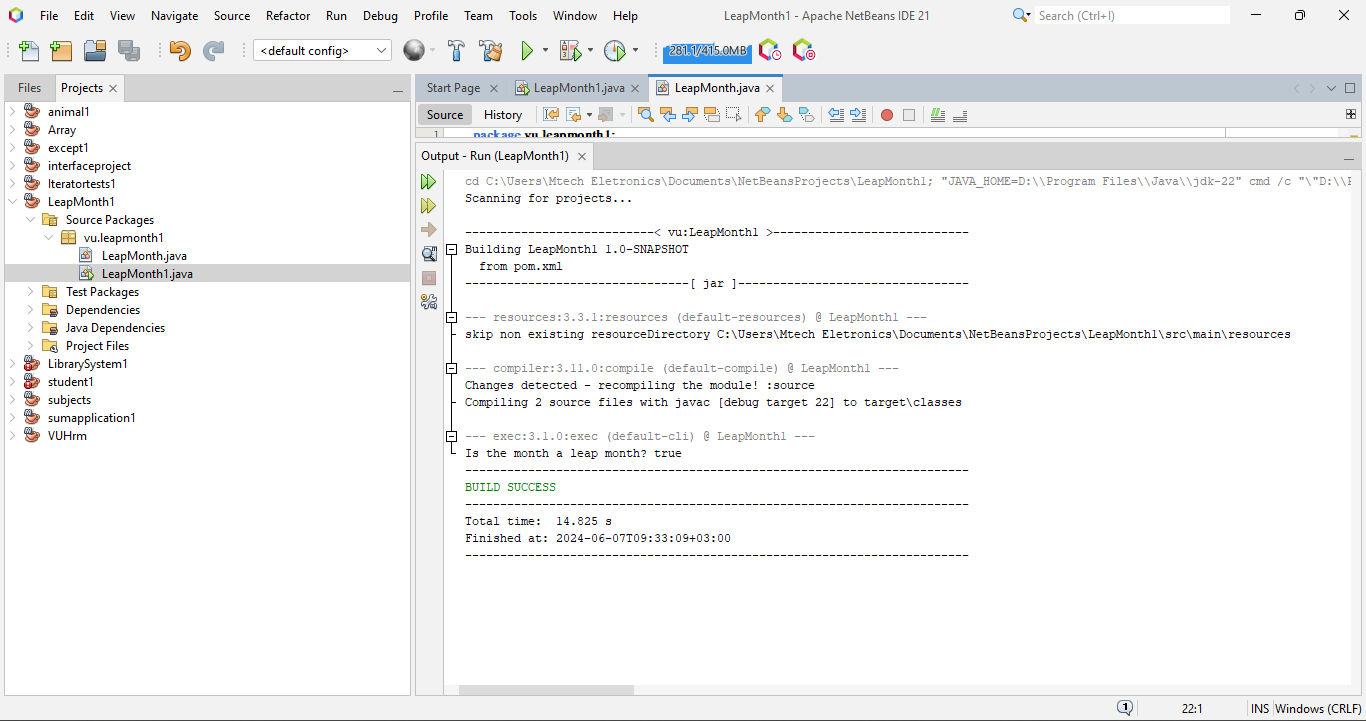 File Edit View Navigate Source Refactor Run Debug Profile Team Tools Window Help LeapMonth1 - Apache NetBeans IDE 21 Search (Ctrl+I)
<default config> 281.1/415.0MB
Files Projects
Start Page LeapMonth1.java LeapMonth.java
Source History
1 package vu.leapmonth1;
animal1
Array
except1
interfaceproject
Iteratortests1
LeapMonth1
Source Packages
vu.leapmonth1
LeapMonth.java
LeapMonth1.java
Test Packages
Dependencies
Java Dependencies
Project Files
LibrarySystem1
student1
subjects
sumapplication1
VUHrm
Output - Run (LeapMonth1)
cd C:\Users\Mtech Eletronics\Documents\NetBeansProjects\LeapMonth1; "JAVA_HOME=D:\\Program Files\\Java\\jdk-22" cmd /c "\"D:\\
Scanning for projects...
---------------------------< vu:LeapMonth1 >----------------------------
Building LeapMonth1 1.0-SNAPSHOT
from pom.xml
--------------------------------[ jar ]---------------------------------
--- resources:3.3.1:resources (default-resources) @ LeapMonth1 ---
skip non existing resourceDirectory C:\Users\Mtech Eletronics\Documents\NetBeansProjects\LeapMonth1\src\main\resources
--- compiler:3.11.0:compile (default-compile) @ LeapMonth1 ---
Changes detected - recompiling the module! :source
Compiling 2 source files with javac [debug target 22] to target\classes
--- exec:3.1.0:exec (default-cli) @ LeapMonth1 ---
Is the month a leap month? true
------------------------------------------------------------------------
BUILD SUCCESS
------------------------------------------------------------------------
Total time:  14.825 s
Finished at: 2024-06-07T09:33:09+03:00
------------------------------------------------------------------------
1 22:1 INS Windows (CRLF)